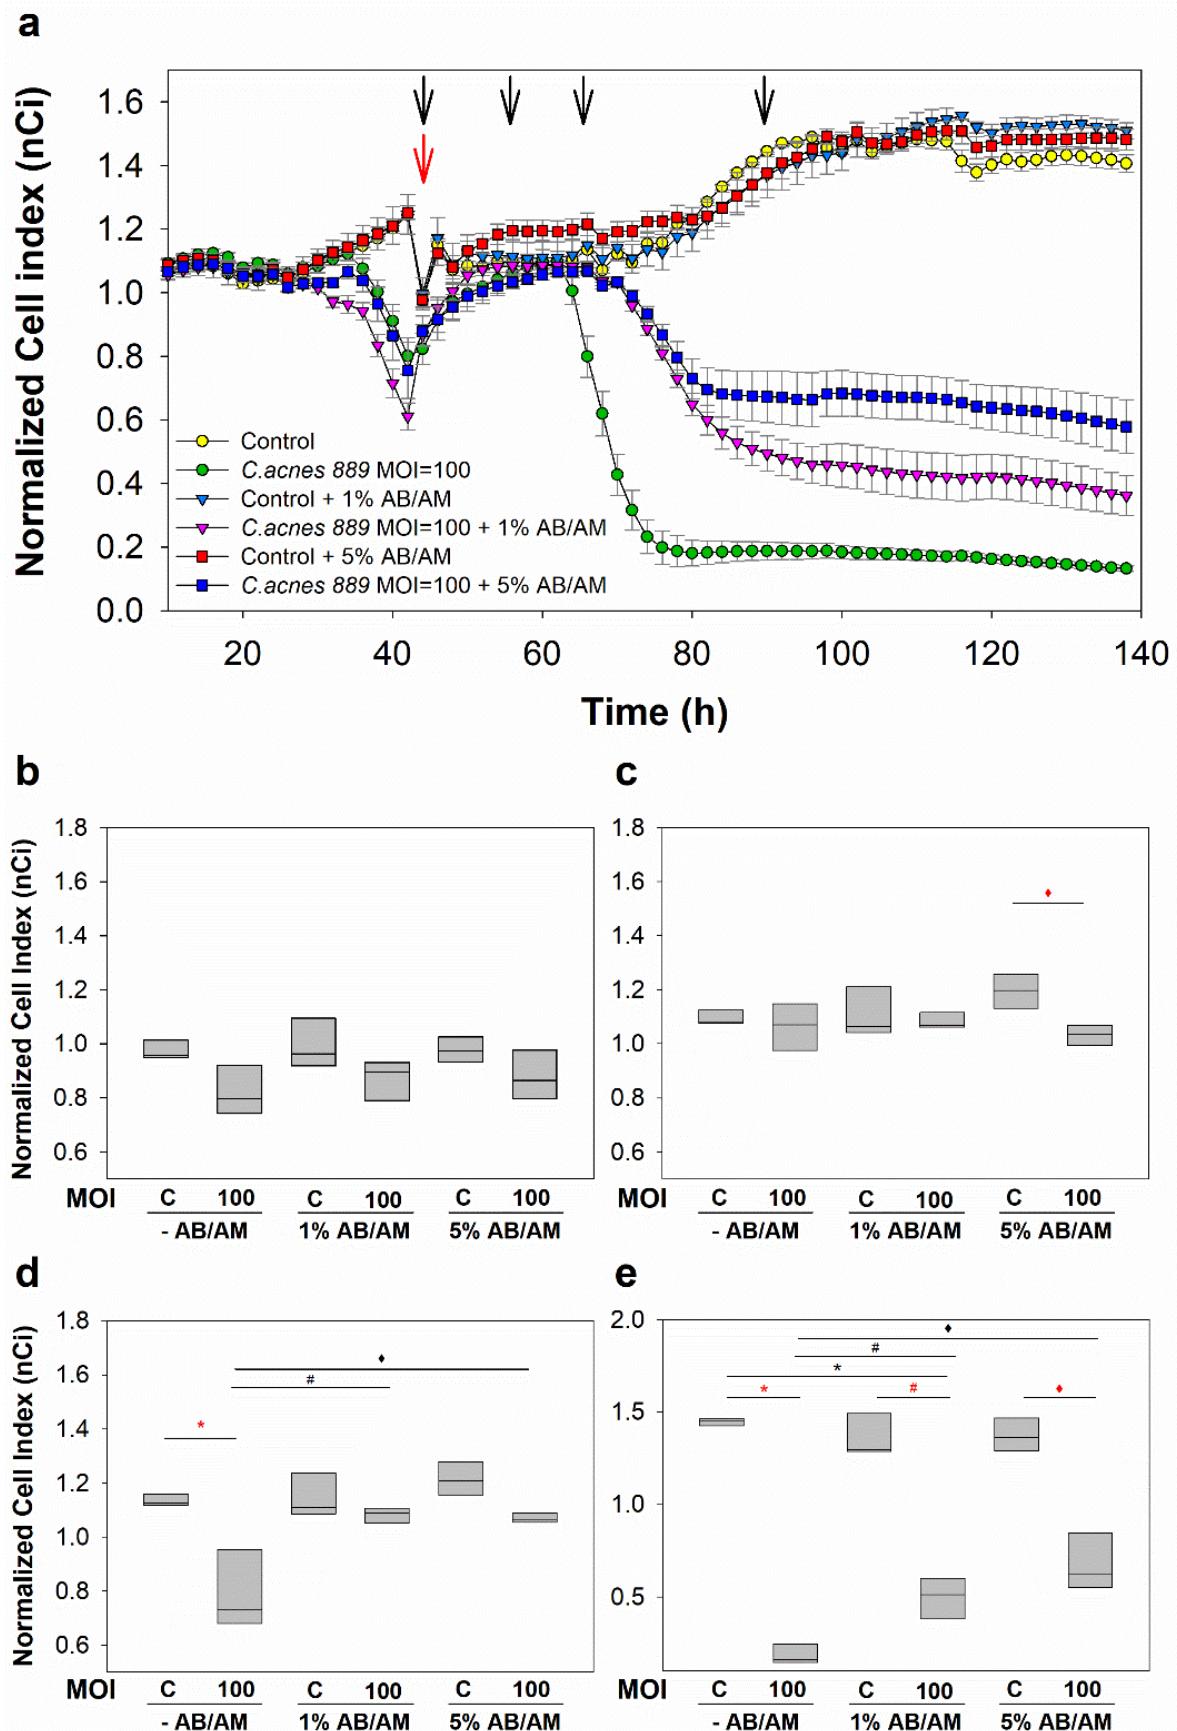 a
Normalized Cell index (nCi)
1.6
1.4
1.2
1.0
0.8
0.6
0.4
0.2
0.0
Control
C.acnes 889 MOI=100
Control + 1% AB/AM
C.acnes 889 MOI=100 + 1% AB/AM
Control + 5% AB/AM
C.acnes 889 MOI=100 + 5% AB/AM
20 40 60 80 100 120 140
Time (h)
b
Normalized Cell Index (nCi)
1.8
1.6
1.4
1.2
1.0
0.8
0.6
MOI C 100 C 100 C 100
- AB/AM 1% AB/AM 5% AB/AM
c
1.8
1.6
1.4
1.2
1.0
0.8
0.6
♦
MOI C 100 C 100 C 100
- AB/AM 1% AB/AM 5% AB/AM
d
Normalized Cell Index (nCi)
1.8
1.6
1.4
1.2
1.0
0.8
0.6
♦
#
*
MOI C 100 C 100 C 100
- AB/AM 1% AB/AM 5% AB/AM
e
2.0
1.5
1.0
0.5
♦
#
*
* # ♦
MOI C 100 C 100 C 100
- AB/AM 1% AB/AM 5% AB/AM